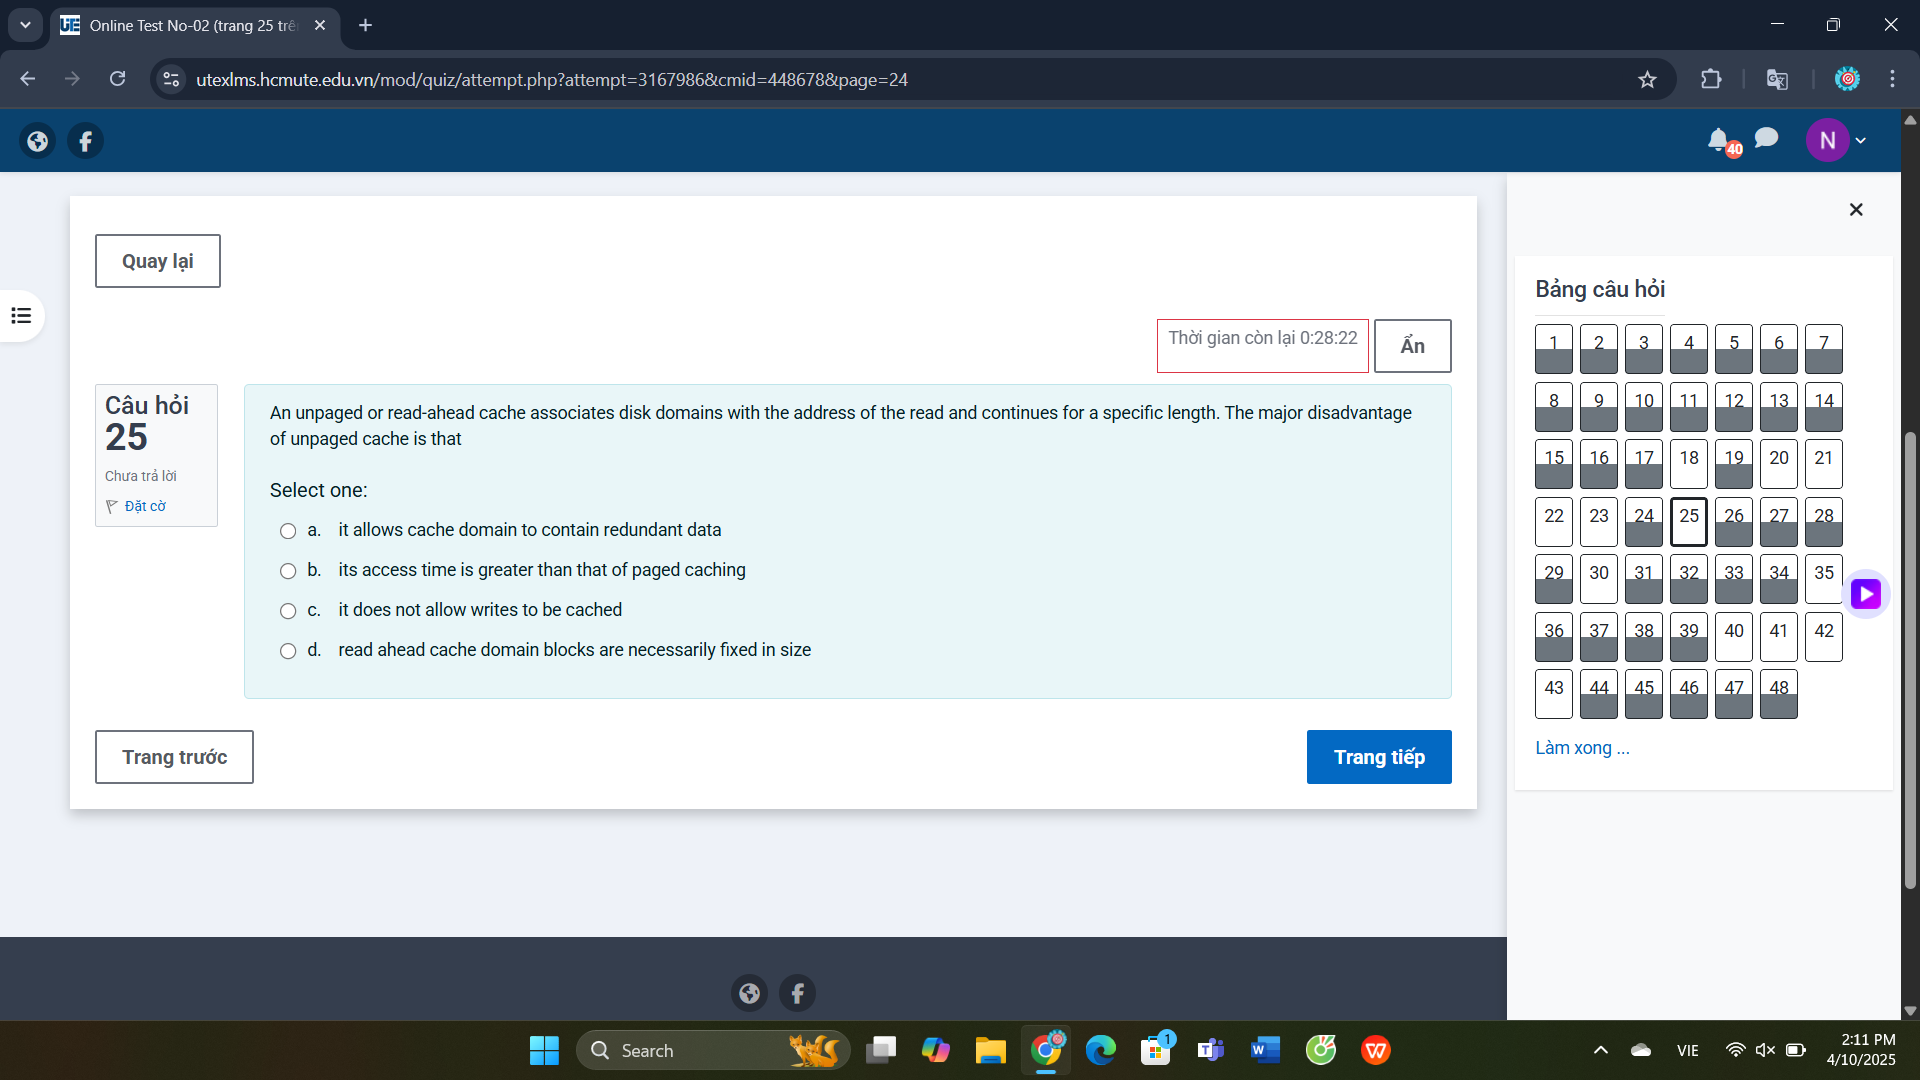 Online Test No-02 (trang 25 trê
utexlms.hcmute.edu.vn/mod/quiz/attempt.php?attempt=3167986&cmid=448678&page=24
40
N
Quay lại
Thời gian còn lại 0:28:22
Ẩn
Câu hỏi
25
Chưa trả lời
Đặt cờ
An unpaged or read-ahead cache associates disk domains with the address of the read and continues for a specific length. The major disadvantage
of unpaged cache is that
Select one:
a. it allows cache domain to contain redundant data
b. its access time is greater than that of paged caching
c. it does not allow writes to be cached
d. read ahead cache domain blocks are necessarily fixed in size
Trang trước
Trang tiếp
Bảng câu hỏi
1 2 3 4 5 6 7
8 9 10 11 12 13 14
15 16 17 18 19 20 21
22 23 24 25 26 27 28
29 30 31 32 33 34 35
36 37 38 39 40 41 42
43 44 45 46 47 48
Làm xong ...
Search
1
VIE
2:11 PM
4/10/2025